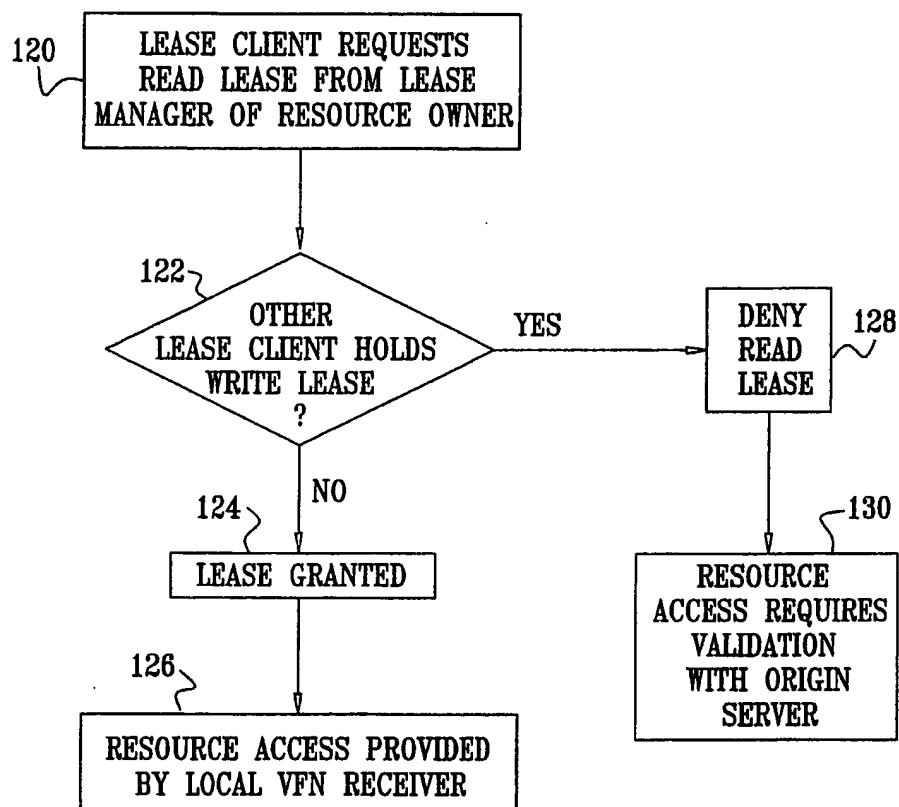 120
LEASE CLIENT REQUESTS
READ LEASE FROM LEASE
MANAGER OF RESOURCE OWNER
122
OTHER
LEASE CLIENT HOLDS
WRITE LEASE
?
YES
DENY
READ
LEASE
128
NO
124
LEASE GRANTED
130
RESOURCE
ACCESS REQUIRES
VALIDATION
WITH ORIGIN
SERVER
126
RESOURCE ACCESS PROVIDED
BY LOCAL VFN RECEIVER